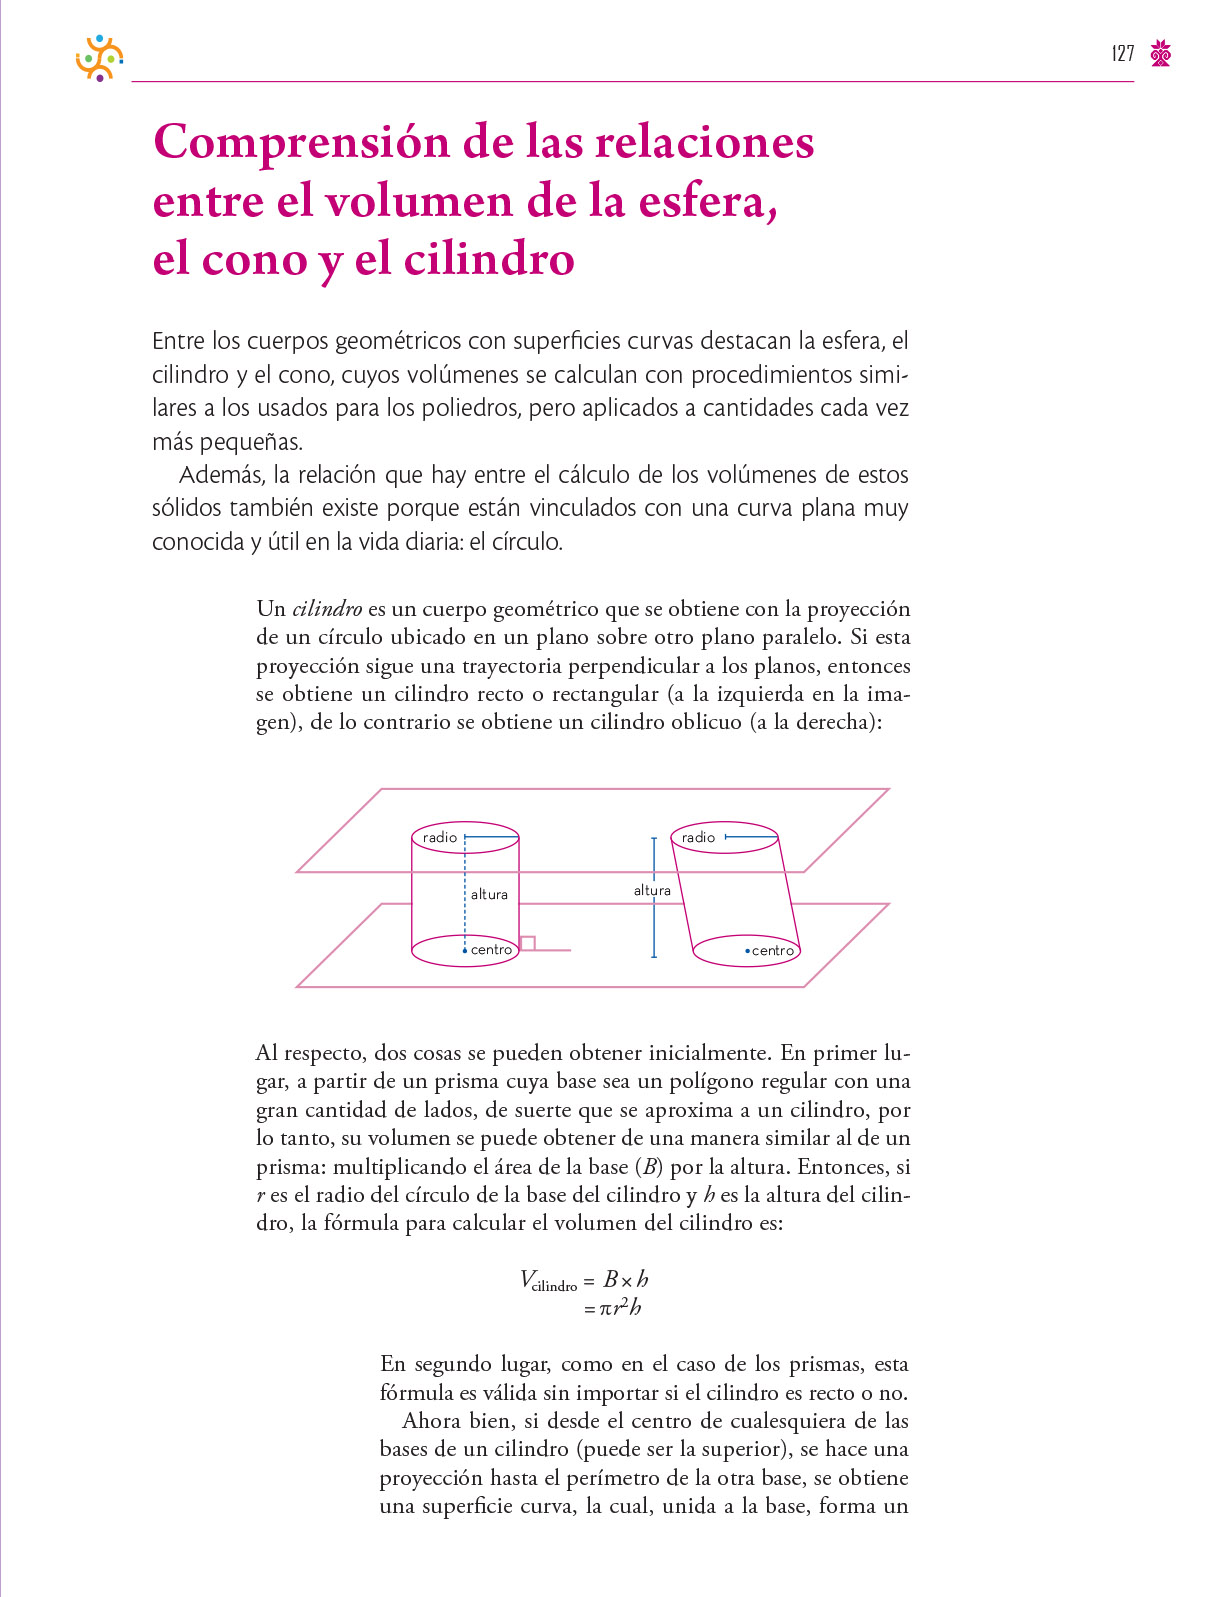 127
Comprensión de las relaciones
entre el volumen de la esfera,
el cono y el cilindro
Entre los cuerpos geométricos con superficies curvas destacan la esfera, el
cilindro y el cono, cuyos volúmenes se calculan con procedimientos simi-
lares a los usados para los poliedros, pero aplicados a cantidades cada vez
más pequeñas.
Además, la relación que hay entre el cálculo de los volúmenes de estos
sólidos también existe porque están vinculados con una curva plana muy
conocida y útil en la vida diaria: el círculo.
Un cilindro es un cuerpo geométrico que se obtiene con la proyección
de un círculo ubicado en un plano sobre otro plano paralelo. Si esta
proyección sigue una trayectoria perpendicular a los planos, entonces
se obtiene un cilindro recto o rectangular (a la izquierda en la ima-
gen), de lo contrario se obtiene un cilindro oblicuo (a la derecha):
radio
altura
centro
radio
altura
centro
Al respecto, dos cosas se pueden obtener inicialmente. En primer lu-
gar, a partir de un prisma cuya base sea un polígono regular con una
gran cantidad de lados, de suerte que se aproxima a un cilindro, por
lo tanto, su volumen se puede obtener de una manera similar al de un
prisma: multiplicando el área de la base (B) por la altura. Entonces, si
r es el radio del círculo de la base del cilindro y h es la altura del cilin-
dro, la fórmula para calcular el volumen del cilindro es:
V cilindro = B × h
= πr²h
En segundo lugar, como en el caso de los prismas, esta
fórmula es válida sin importar si el cilindro es recto o no.
Ahora bien, si desde el centro de cualesquiera de las
bases de un cilindro (puede ser la superior), se hace una
proyección hasta el perímetro de la otra base, se obtiene
una superficie curva, la cual, unida a la base, forma un